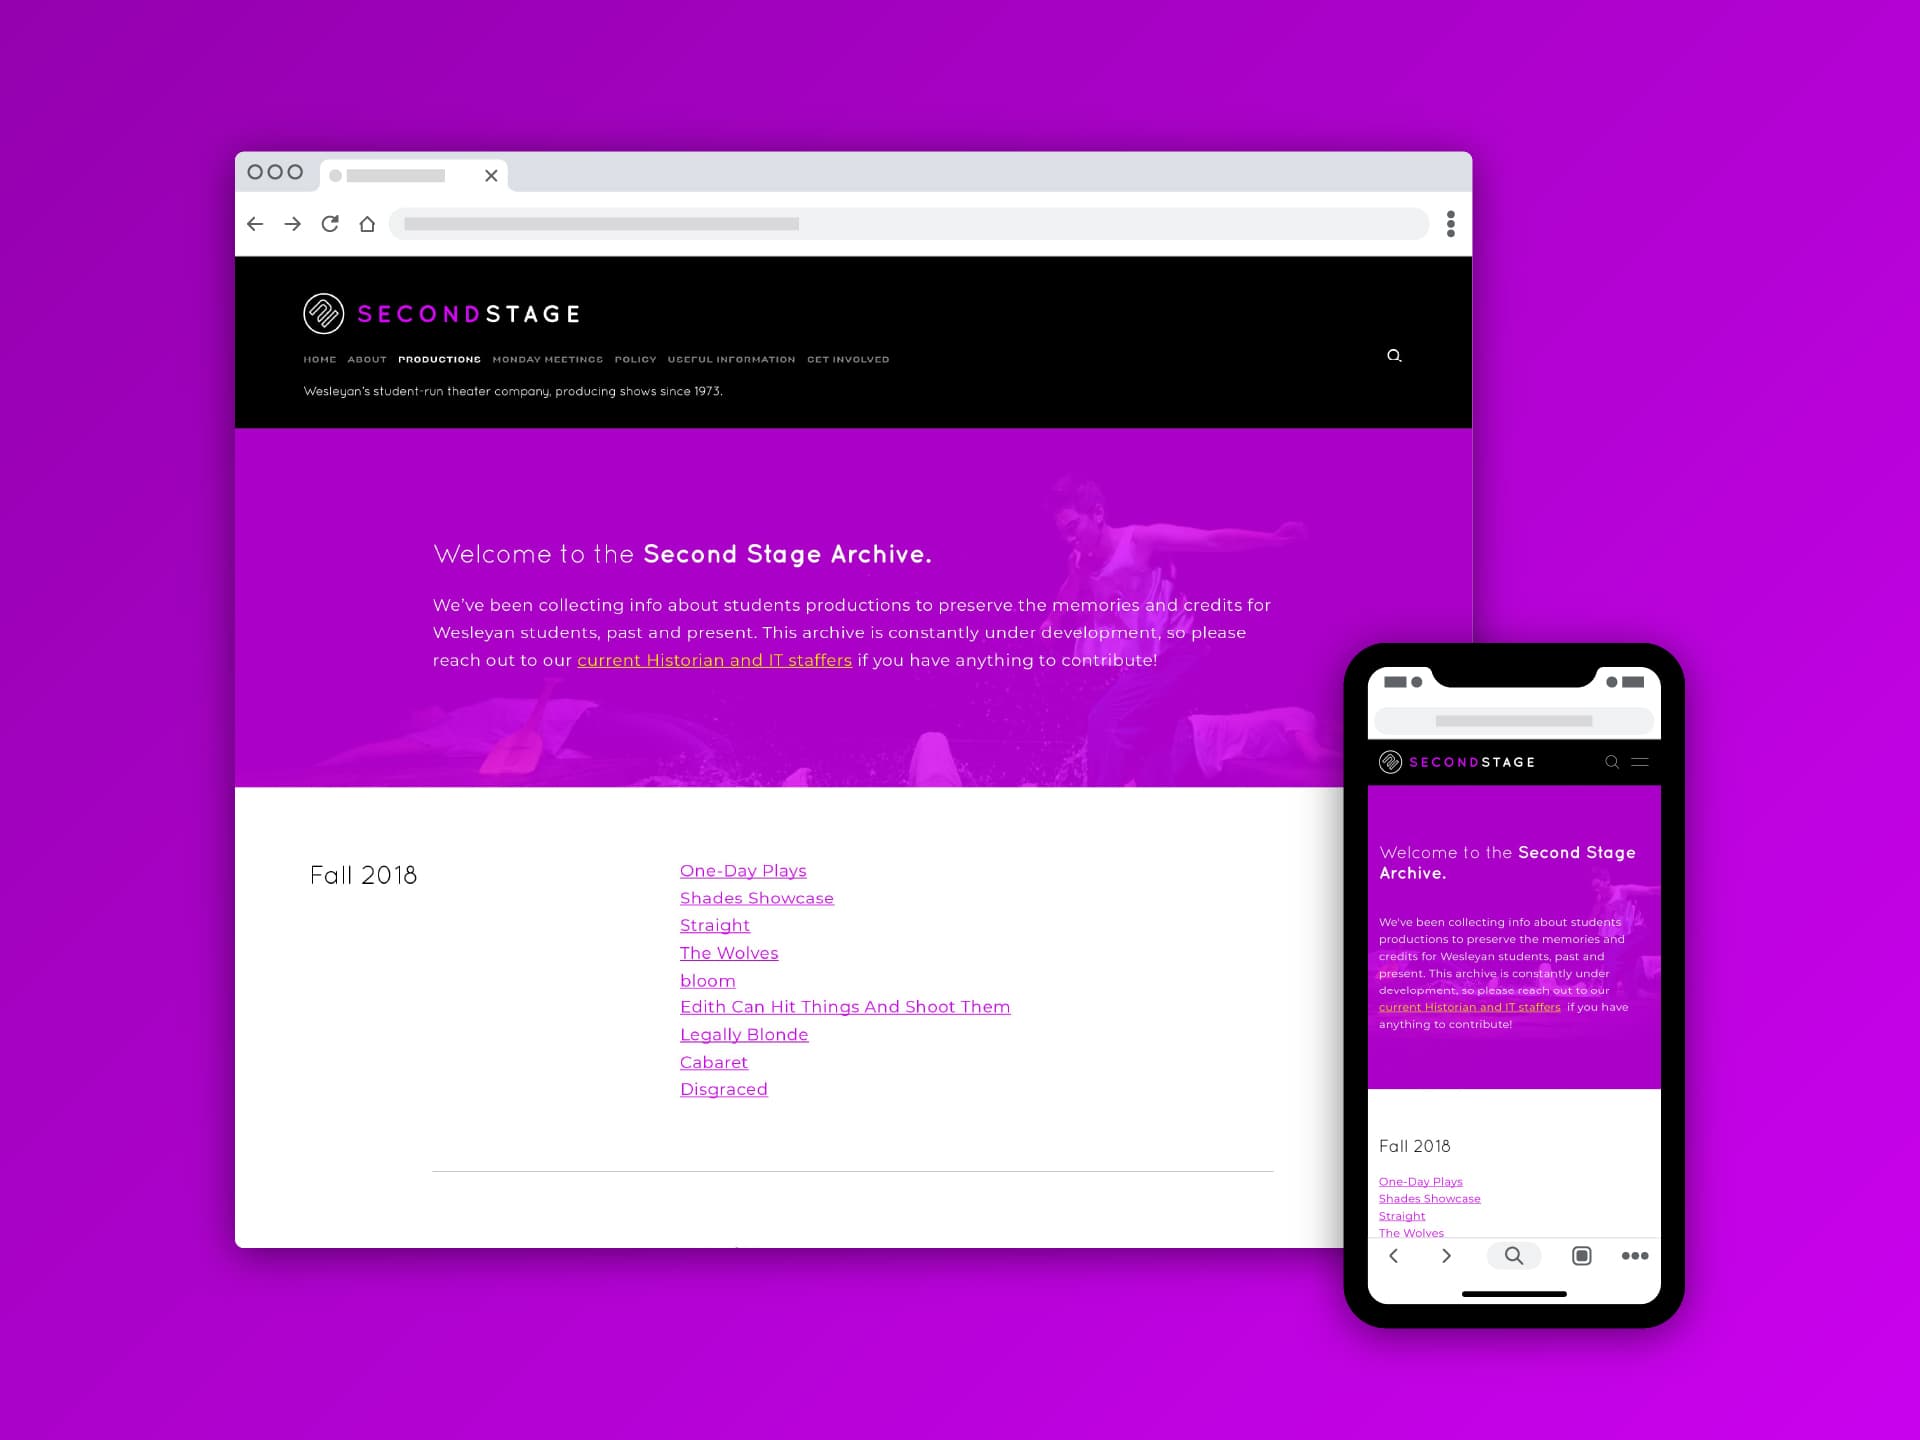 SECONDSTAGE
HOME ABOUT PRODUCTIONS MONDAY MEETINGS POLICY USEFUL INFORMATION GET INVOLVED
Wesleyan's student-run theater company, producing shows since 1973.
Welcome to the Second Stage Archive.
We've been collecting info about students productions to preserve the memories and credits for
Wesleyan students, past and present. This archive is constantly under development, so please
reach out to our current Historian and IT staffers if you have anything to contribute!
Fall 2018
One-Day Plays
Shades Showcase
Straight
The Wolves
bloom
Edith Can Hit Things And Shoot Them
Legally Blonde
Cabaret
Disgraced
SECONDSTAGE
Welcome to the Second Stage
Archive.
We've been collecting info about students
productions to preserve the memories and
credits for Wesleyan students, past and
present. This archive is constantly under
development, so please reach out to our
current Historian and IT staffers if you have
anything to contribute!
Fall 2018
One-Day Plays
Shades Showcase
Straight
The Wolves